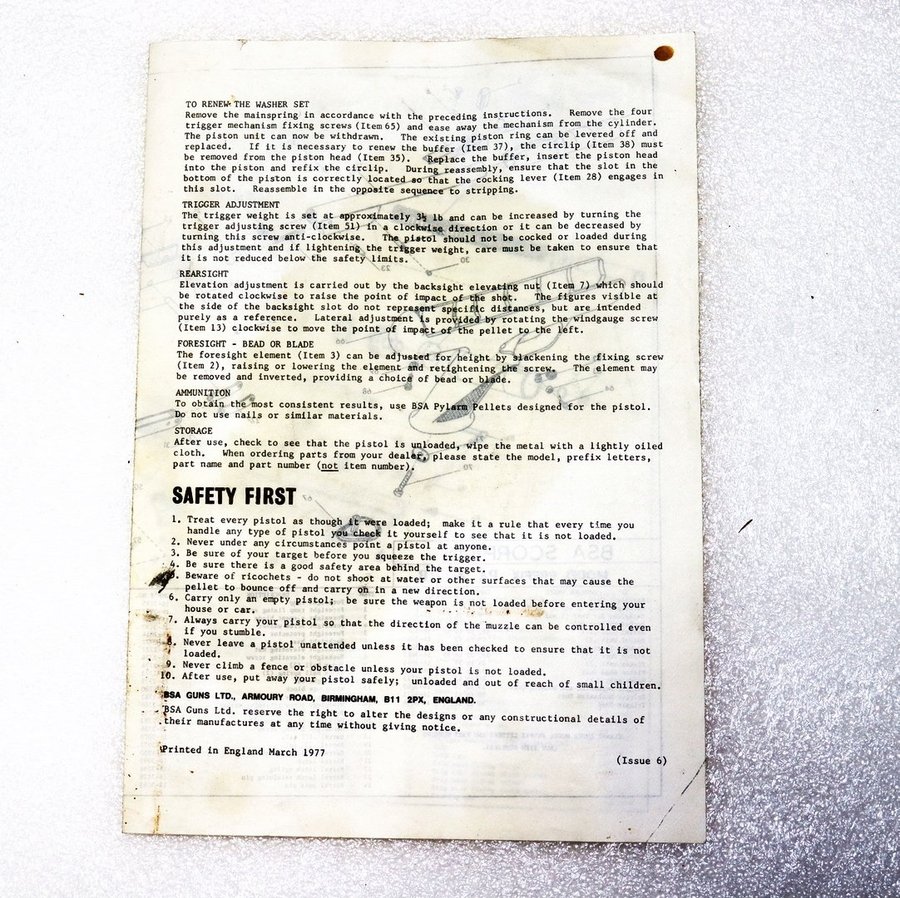 TO RENEW THE WASHER SET
Remove the mainspring in accordance with the preceding instructions. Remove the four
trigger mechanism fixing screws (Item 65) and ease away the mechanism from the cylinder.
The piston unit can now be withdrawn. The existing piston ring can be levered off and
replaced. If it is necessary to renew the buffer (Item 37), the circlip (Item 38) must
be removed from the piston head (Item 35). Replace the buffer, insert the piston head
into the piston and refix the circlip. During reassembly, ensure that the slot in the
bottom of the piston is correctly located so that the cocking lever (Item 28) engages in
this slot. Reassemble in the opposite sequence to stripping.
TRIGGER ADJUSTMENT
The trigger weight is set at approximately 3½ lb and can be increased by turning the
trigger adjusting screw (Item 51) in a clockwise direction or it can be decreased by
turning this screw anti-clockwise. The pistol should not be cocked or loaded during
this adjustment and if lightening the trigger weight, care must be taken to ensure that
it is not reduced below the safety limits.
REARSIGHT
Elevation adjustment is carried out by the backsight elevating nut (Item 7) which should
be rotated clockwise to raise the point of impact of the shot. The figures visible at
the side of the backsight slot do not represent specific distances, but are intended
purely as a reference. Lateral adjustment is provided by rotating the windgauge screw
(Item 13) clockwise to move the point of impact of the pellet to the left.
FORESIGHT - BEAD OR BLADE
The foresight element (Item 3) can be adjusted for height by slackening the fixing screw
(Item 2), raising or lowering the element and retightening the screw. The element may
be removed and inverted, providing a choice of bead or blade.
AMMUNITION
To obtain the most consistent results, use BSA Pylarm Pellets designed for the pistol.
Do not use nails or similar materials.
STORAGE
After use, check to see that the pistol is unloaded, wipe the metal with a lightly oiled
cloth. When ordering parts from your dealer, please state the model, prefix letters,
part name and part number (not item number).
SAFETY FIRST
1. Treat every pistol as though it were loaded; make it a rule that every time you
handle any type of pistol you check it yourself to see that it is not loaded.
2. Never under any circumstances point a pistol at anyone.
3. Be sure of your target before you squeeze the trigger.
4. Be sure there is a good safety area behind the target.
5. Beware of ricochets - do not shoot at water or other surfaces that may cause the
pellet to bounce off and carry on in a new direction.
6. Carry only an empty pistol; be sure the weapon is not loaded before entering your
house or car.
7. Always carry your pistol so that the direction of the muzzle can be controlled even
if you stumble.
8. Never leave a pistol unattended unless it has been checked to ensure that it is not
loaded.
9. Never climb a fence or obstacle unless your pistol is not loaded.
10. After use, put away your pistol safely; unloaded and out of reach of small children.
BSA GUNS LTD., ARMOURY ROAD, BIRMINGHAM, B11 2PX, ENGLAND.
BSA Guns Ltd. reserve the right to alter the designs or any constructional details of
their manufactures at any time without giving notice.
Printed in England March 1977
(Issue 6)